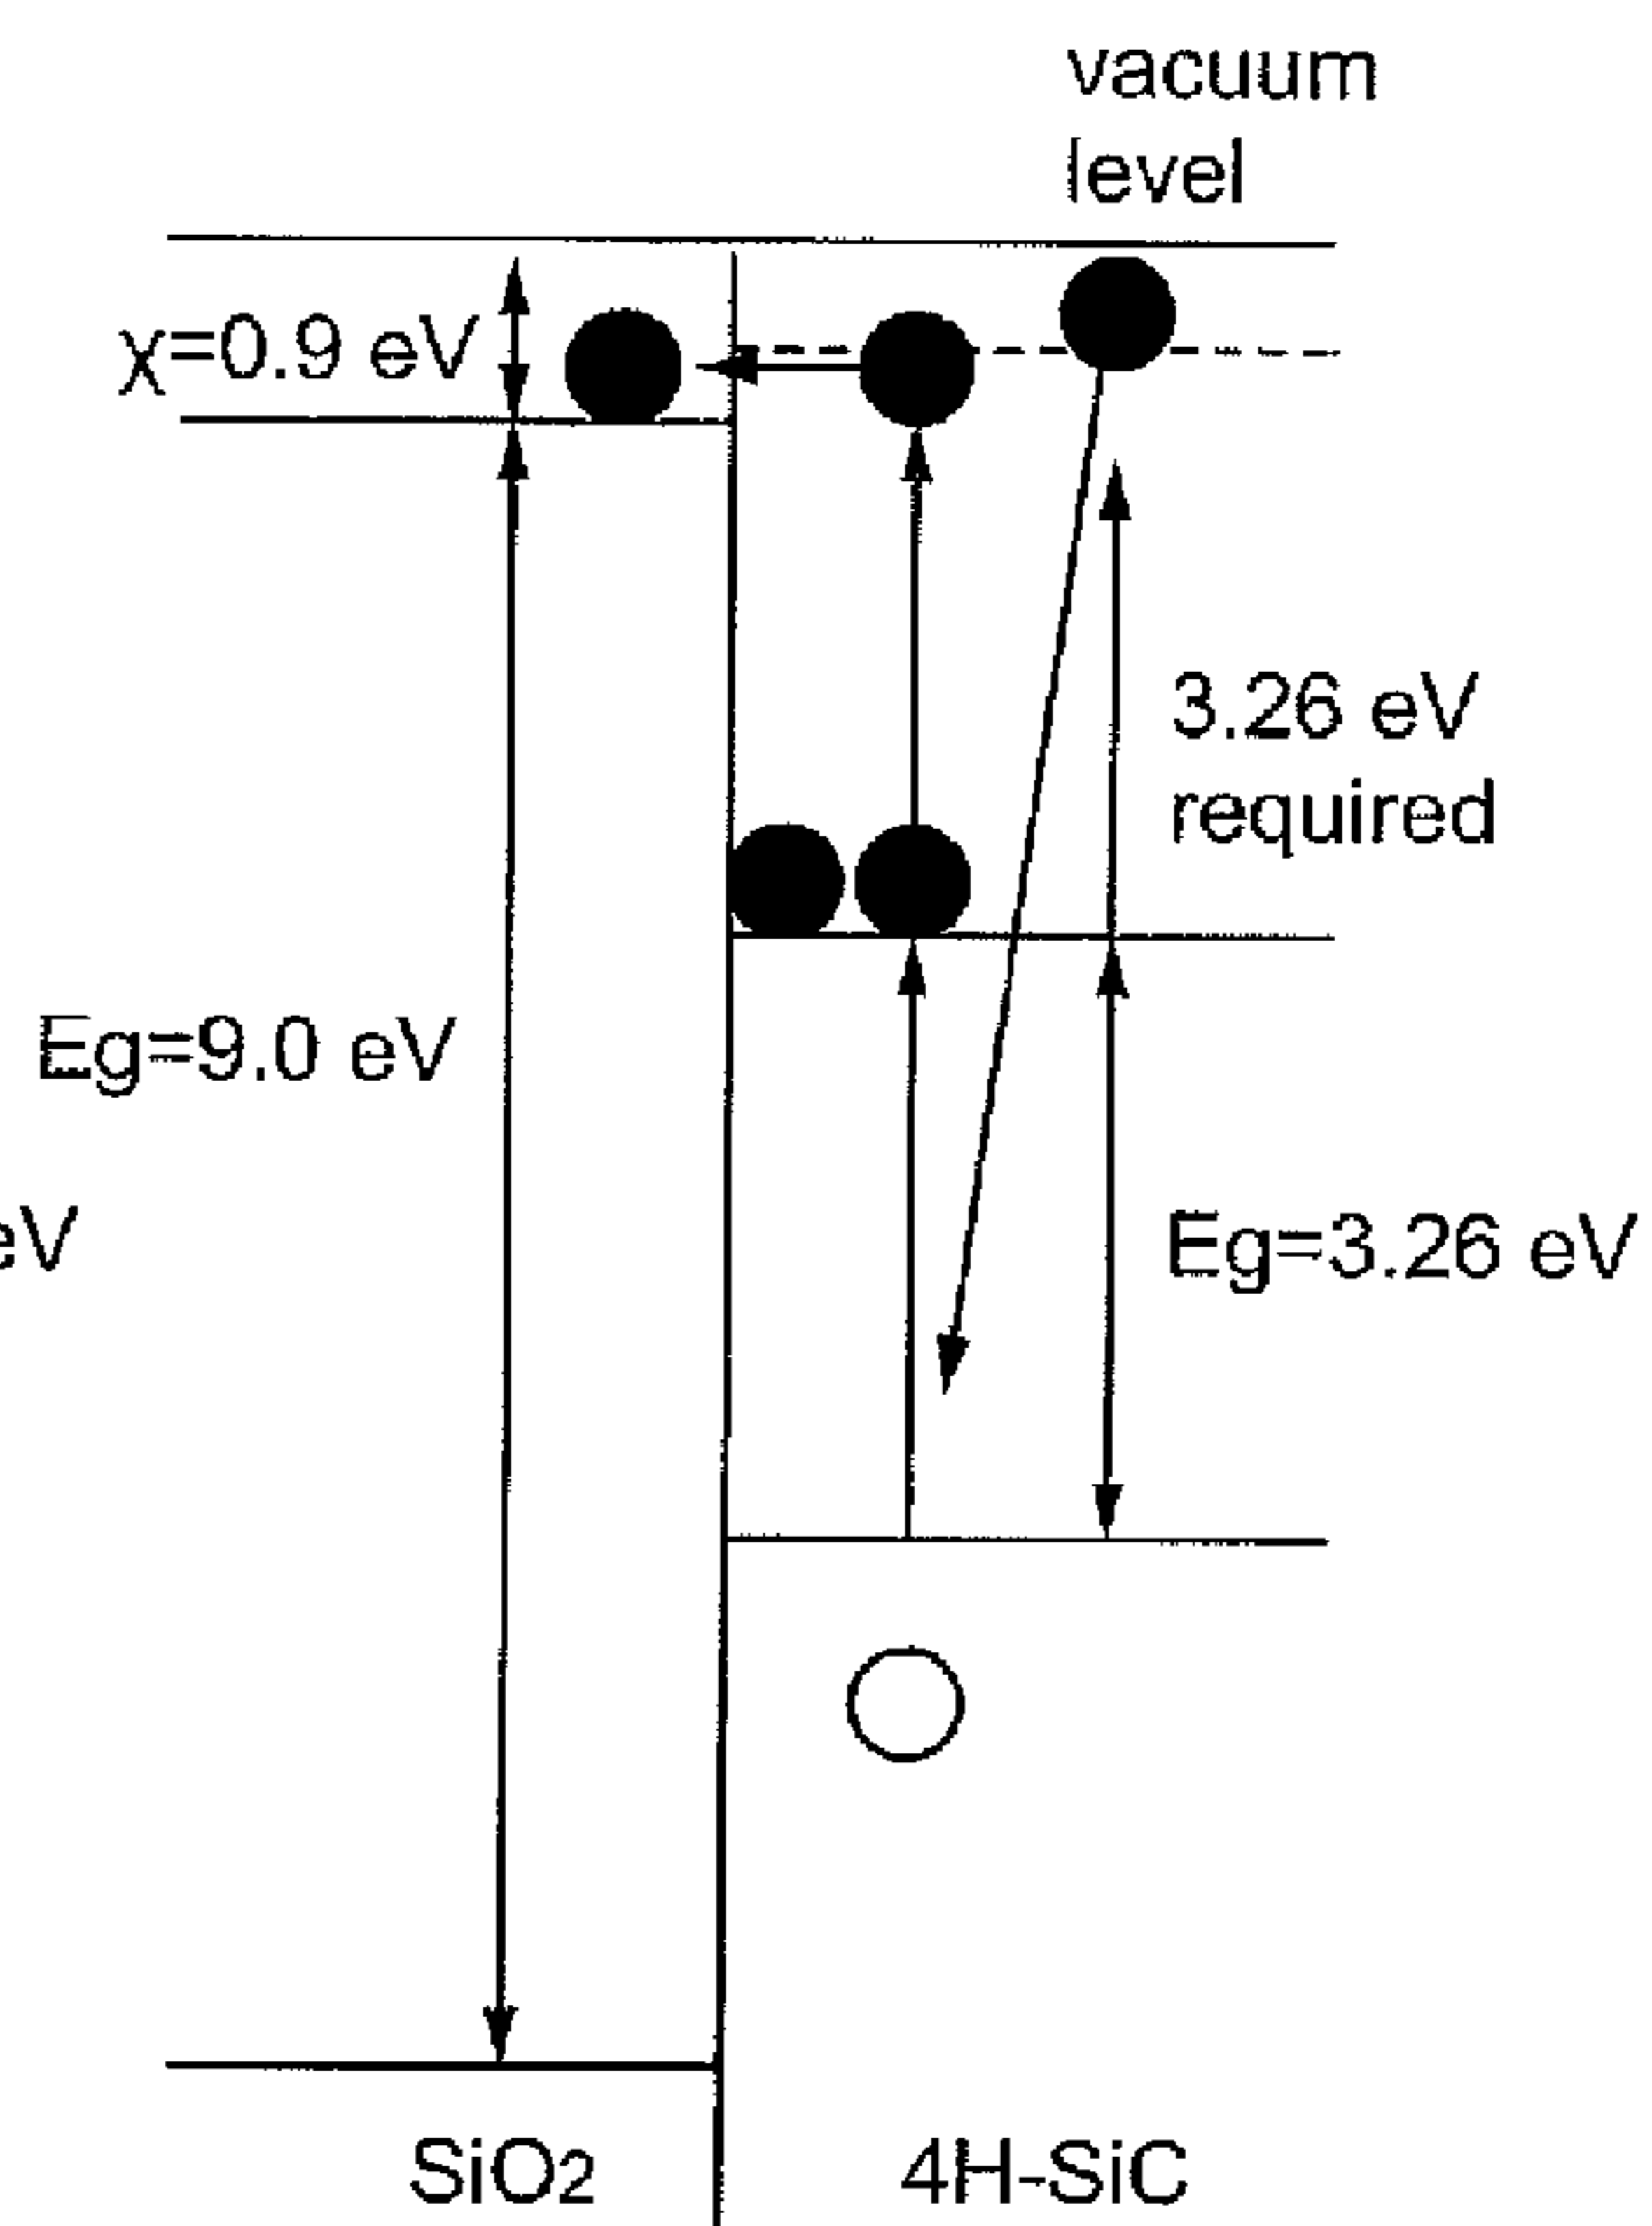 vacuum
level
χ=0.9 eV
3.26 eV
required
Eg=9.0 eV
eV
Eg=3.26 eV
SiO2
4H-SiC